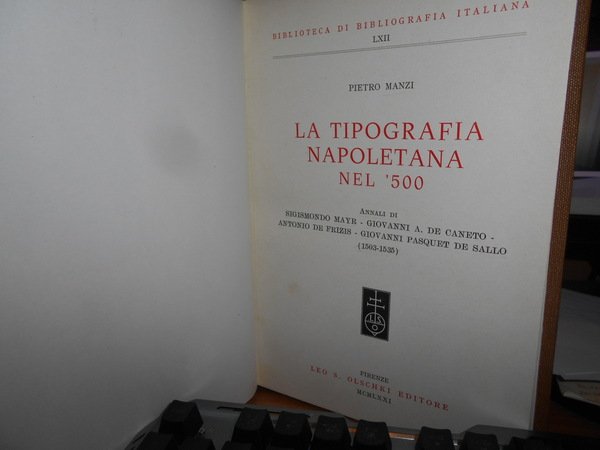 BIBLIOTECA DI BIBLIOGRAFIA ITALIANA
LXII
PIETRO MANZI
LA TIPOGRAFIA
NAPOLETANA
NEL '500
ANNALI DI
SIGISMONDO MAYR - GIOVANNI A. DE CANETO -
ANTONIO DE FRIZIS - GIOVANNI PASQUET DE SALLO
(1503-1535)
FIRENZE
LEO S. OLSCHKI EDITORE
MCMLXXI